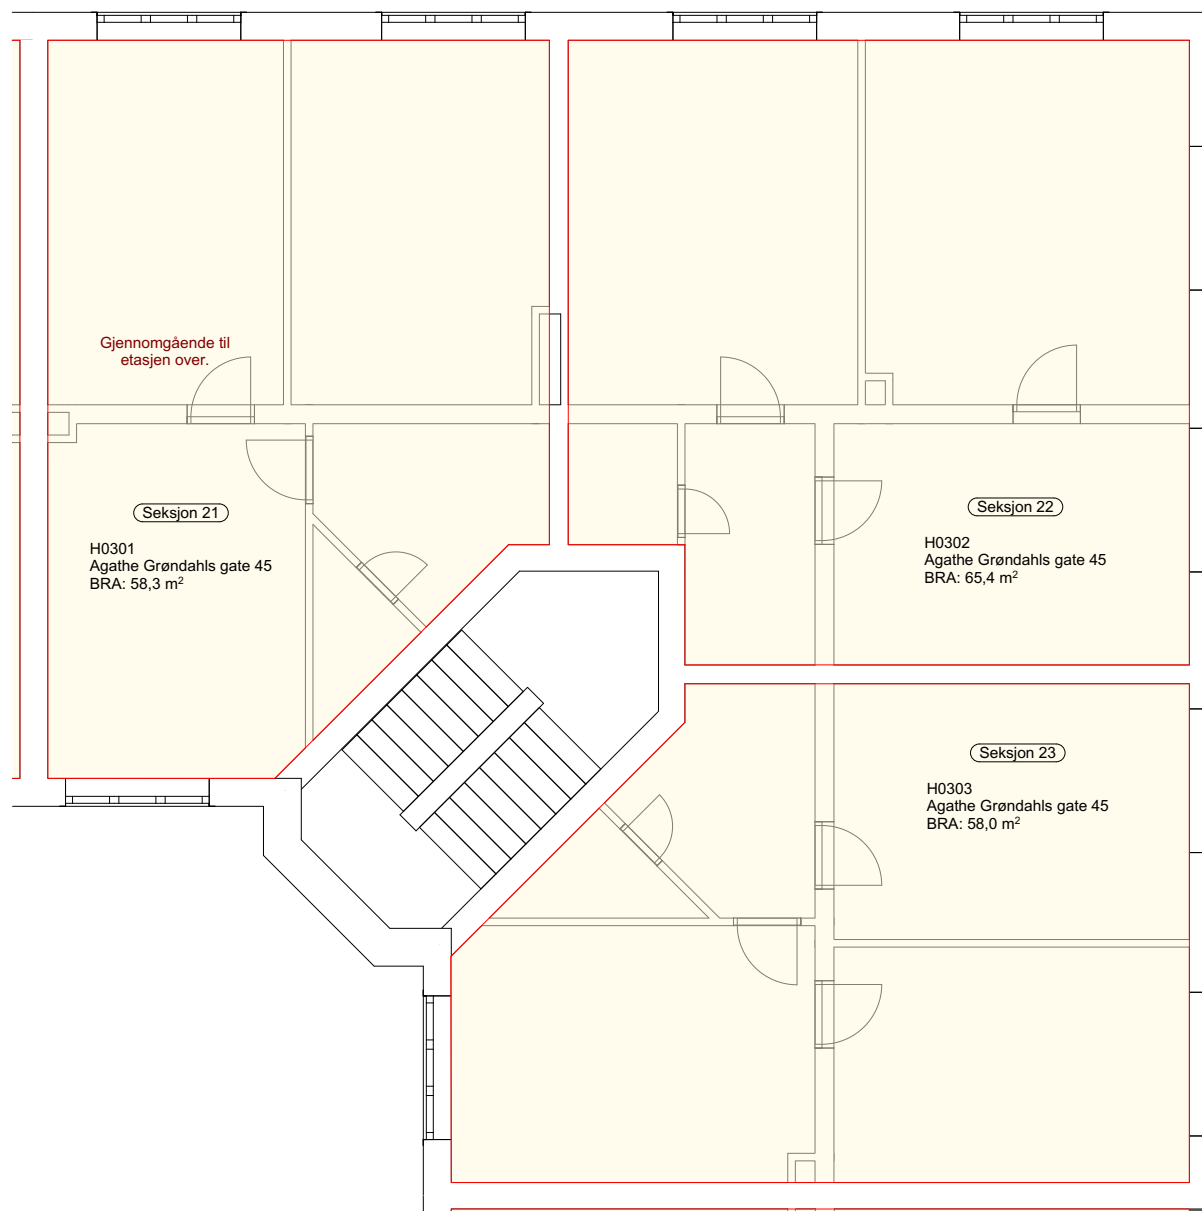 Gjennomgående til
etasjen over.
Seksjon 21
H0301
Agathe Grøndahls gate 45
BRA: 58,3 m²
Seksjon 22
H0302
Agathe Grøndahls gate 45
BRA: 65,4 m²
Seksjon 23
H0303
Agathe Grøndahls gate 45
BRA: 58,0 m²